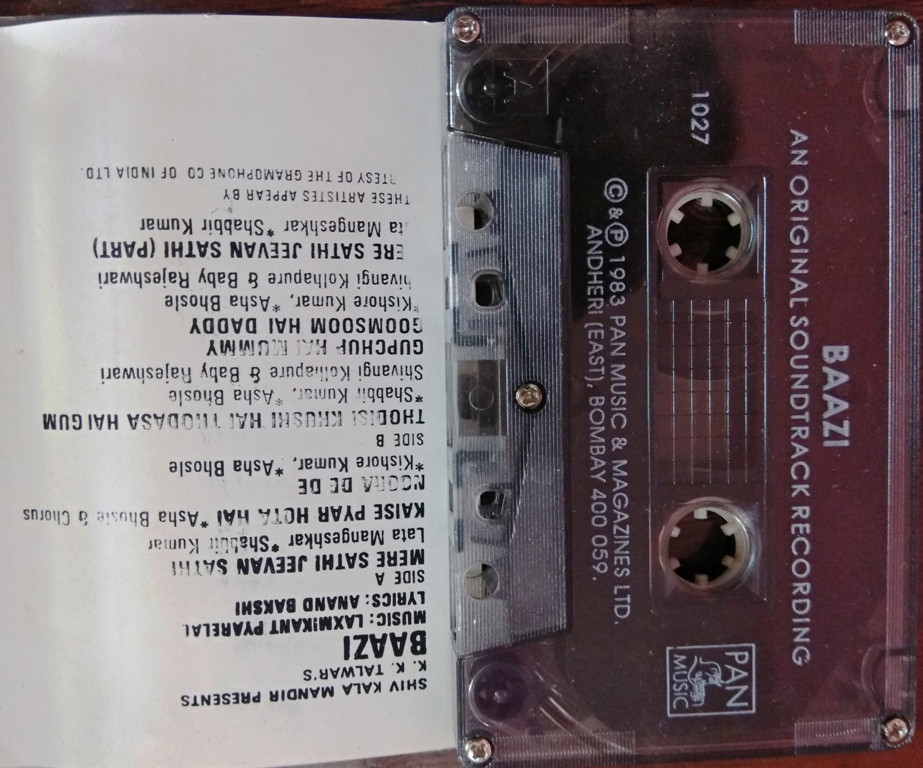 SHIV KALA MANDIR PRESENTS
K. K. TALWAR'S
BAAZI
MUSIC: LAXMIKANT PYARELAL
LYRICS: ANAND BAKSHI
SIDE A
MERE SATHI JEEVAN SATHI
Lata Mangeshkar *Shabbir Kumar
KAISE PYAR HOTA HAI *Asha Bhosle & Chorus
DE DE
*Kishore Kumar, *Asha Bhosle
SIDE B
THODISI KHUSHI HAI THODASA HAI GUM
*Shabbir Kumar, *Asha Bhosle
Shivangi Kolhapure & Baby Rajeshwari
GUPCHUP HAI MUMMY
GOOMSOOM HAI DADDY
*Kishore Kumar, *Asha Bhosle
hivangi Kolhapure & Baby Rajeshwari
ERE SATHI JEEVAN SATHI (PART)
ta Mangeshkar *Shabbir Kumar
THESE ARTISTES APPEAR BY
RTESY OF THE GRAMOPHONE CO OF INDIA LTD.
BAAZI
AN ORIGINAL SOUNDTRACK RECORDING
1027
PAN
MUSIC
© & ℗ 1983 PAN MUSIC & MAGAZINES LTD.
ANDHERI (EAST), BOMBAY 400 059.